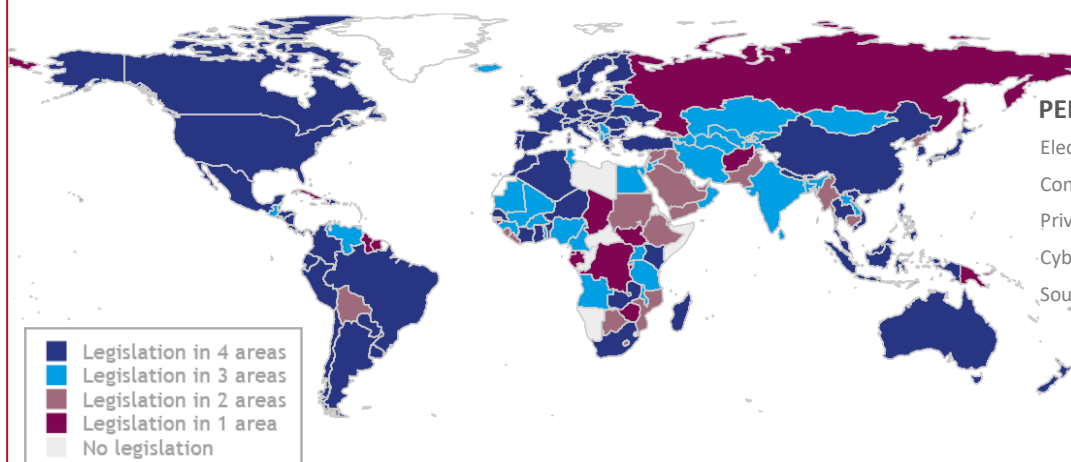 Legislation in 4 areas
Legislation in 3 areas
Legislation in 2 areas
Legislation in 1 area
No legislation